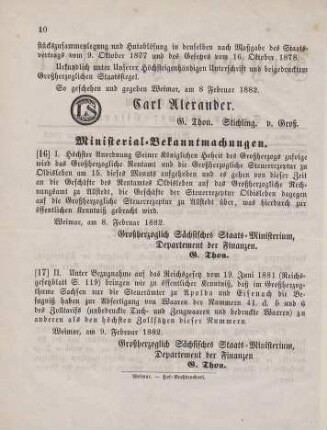 10
stückszusammenlegung und Hutablösung in denselben nach Maßgabe des Staats-
vertrags vom 9. Oktober 1877 und des Gesetzes vom 16. Oktober 1878.
Urkundlich unter Unserer Höchsteigenhändigen Unterschrift und beigedrucktem
Großherzoglichen Staatssiegel.
So geschehen und gegeben Weimar, am 8 Februar 1882.
Carl Alexander.
G. Thon. Stichling. v. Groß.
Ministerial-Bekanntmachungen.
[16] I. Höchster Anordnung Seiner Königlichen Hoheit des Großherzogs zufolge
wird das Großherzogliche Rentamt und die Großherzogliche Steuerrezeptur zu
Oldisleben am 15. dieses Monats aufgehoben und es gehen von dieser Zeit
an die Geschäfte des Rentamtes Oldisleben auf das Großherzogliche Rech-
nungsamt zu Allstedt, die Geschäfte der Steuerrezeptur Oldisleben dagegen auf
die Großherzogliche Steuerrezeptur zu Allstedt über, was hierdurch zur öffent-
lichen Kenntniß gebracht wird.
Weimar, am 8. Februar 1882.
Großherzoglich Sächsisches Staats-Ministerium,
Departement der Finanzen.
G. Thon.
[17] II. Unter Bezugnahme auf das Reichsgesetz vom 19. Juni 1881 (Reichs-
gesetzblatt S. 119) bringen wir zu öffentlicher Kenntniß, daß im Großherzog-
thume Sachsen nur die Steuerämter zu Apolda und Eisenach die Befug-
niß haben zur Abfertigung von Waaren der Nummern 41. d. 5 und 6
des Zolltarifs (unbedruckte Tuch- und Zeugwaaren und bedruckte Waaren) zu
anderen als den höchsten Zollsätzen dieser Nummern
Weimar, am 9. Februar 1882.
Großherzoglich Sächsisches Staats-Ministerium,
Departement der Finanzen
G. Thon.
Weimar. — Hof-Buchdruckerei.